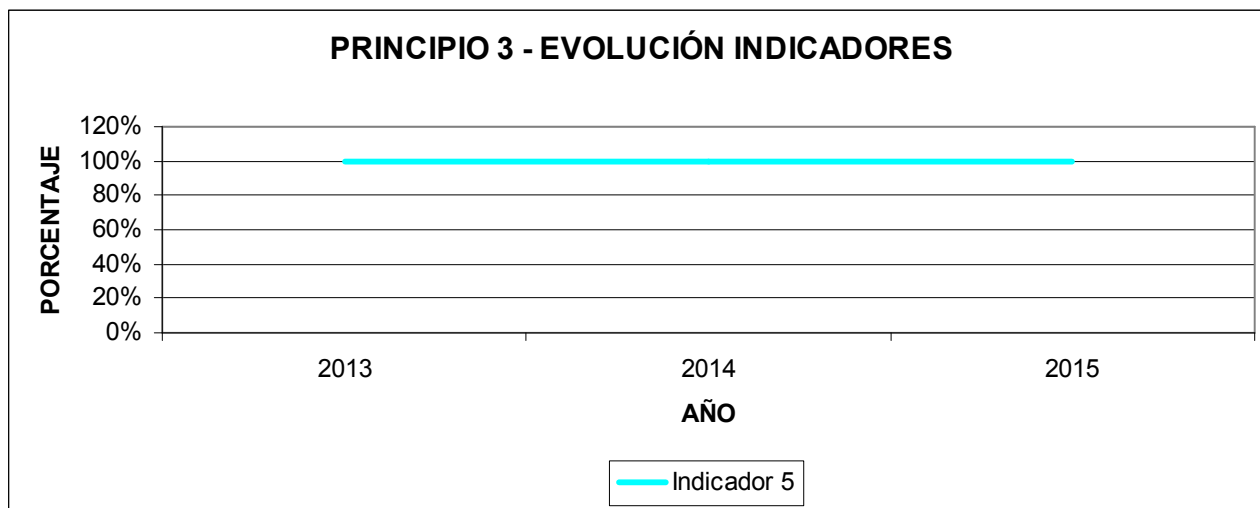 PRINCIPIO 3 - EVOLUCIÓN INDICADORES
120%
100%
80%
60%
40%
20%
0%
PORCENTAJE
2013 2014 2015
AÑO
Indicador 5